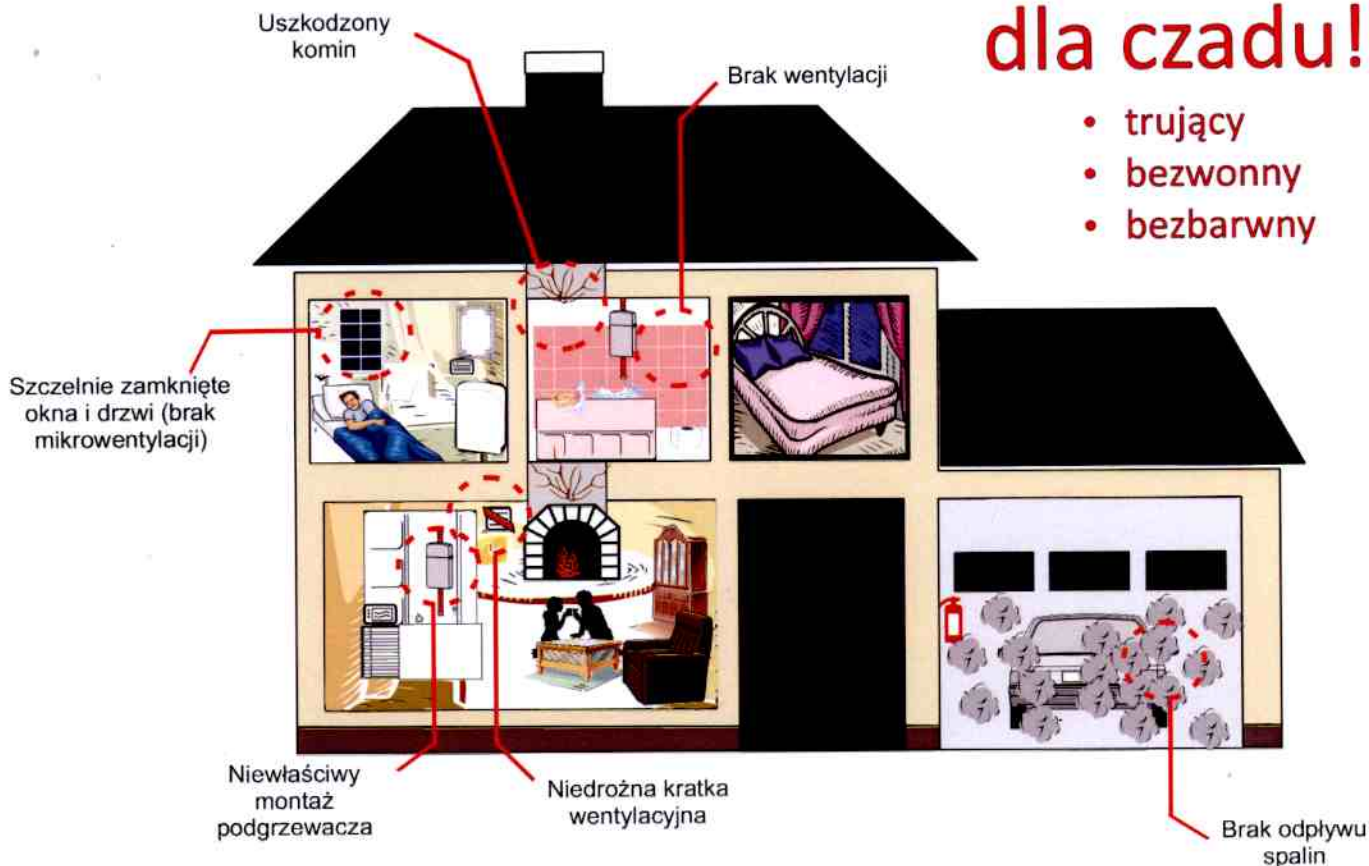 dla czadu!
• trujący
• bezwonny
• bezbarwny
Uszkodzony
komin
Brak wentylacji
Szczelnie zamknięte
okna i drzwi (brak
mikrowentylacji)
Niewłaściwy
montaż
podgrzewacza
Niedrożna kratka
wentylacyjna
Brak odpływu
spalin